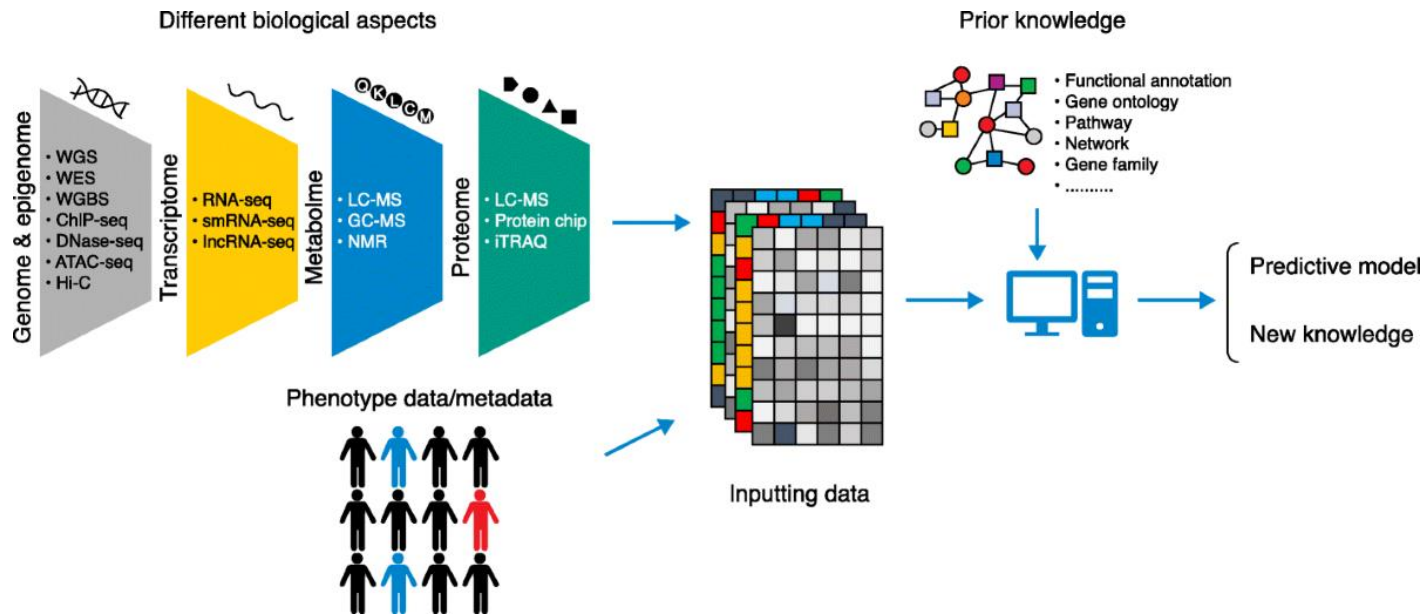 Different biological aspects
Prior knowledge
Genome & epigenome
• WGS
• WES
• WGBS
• ChIP-seq
• DNase-seq
• ATAC-seq
• Hi-C
Transcriptome
• RNA-seq
• smRNA-seq
• lncRNA-seq
Metabolme
Q K L C M
• LC-MS
• GC-MS
• NMR
Proteome
• LC-MS
• Protein chip
• iTRAQ
• Functional annotation
• Gene ontology
• Pathway
• Network
• Gene family
• ..........
Phenotype data/metadata
Inputting data
Predictive model
New knowledge